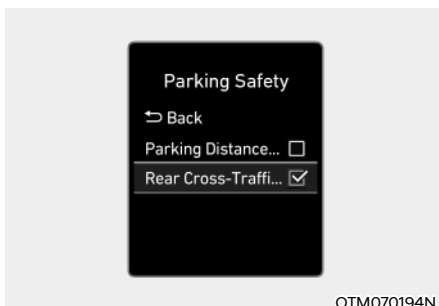 Parking Safety
⮌ Back
Parking Distance...
Rear Cross-Traffi...
OTM070194N